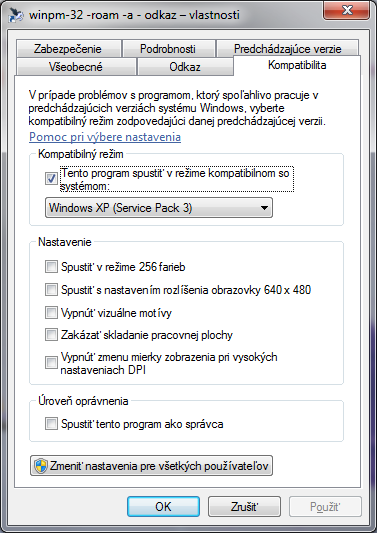 winpm-32 -roam -a - odkaz – vlastnosti
Zabezpečenie Podrobnosti Predchádzajúce verzie
Všeobecné Odkaz Kompatibilita
V prípade problémov s programom, ktorý spoľahlivo pracuje v
predchádzajúcich verziách systému Windows, vyberte
kompatibilný režim zodpovedajúci danej predchádzajúcej verzii.
Pomoc pri výbere nastavenia
Kompatibilný režim
Tento program spustiť v režime kompatibilnom so
systémom:
Windows XP (Service Pack 3)
Nastavenie
Spustiť v režime 256 farieb
Spustiť s nastavením rozlíšenia obrazovky 640 x 480
Vypnúť vizuálne motívy
Zakázať skladanie pracovnej plochy
Vypnúť zmenu mierky zobrazenia pri vysokých
nastaveniach DPI
Úroveň oprávnenia
Spustiť tento program ako správca
Zmeniť nastavenia pre všetkých používateľov
OK Zrušiť Použiť